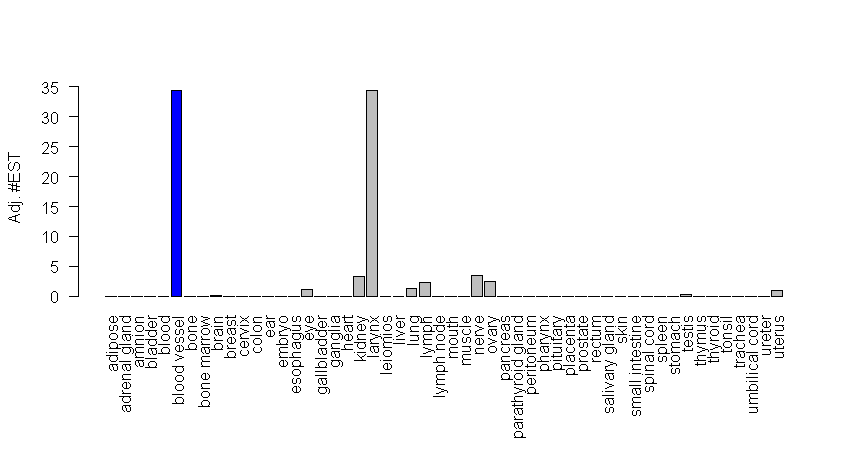 Adj. #EST
35
30
25
20
15
10
5
0
adipose
adrenal gland
amnion
bladder
blood
blood vessel
bone
bone marrow
brain
breast
cervix
colon
ear
embryo
esophagus
eye
gallbladder
ganglia
heart
kidney
larynx
leiomios
liver
lung
lymph
lymph node
mouth
muscle
nerve
ovary
pancreas
parathyroid gland
peritoneum
pharynx
pituitary
placenta
prostate
rectum
salivary gland
skin
small intestine
spinal cord
spleen
stomach
testis
thymus
thyroid
tonsil
trachea
umbilical cord
ureter
uterus